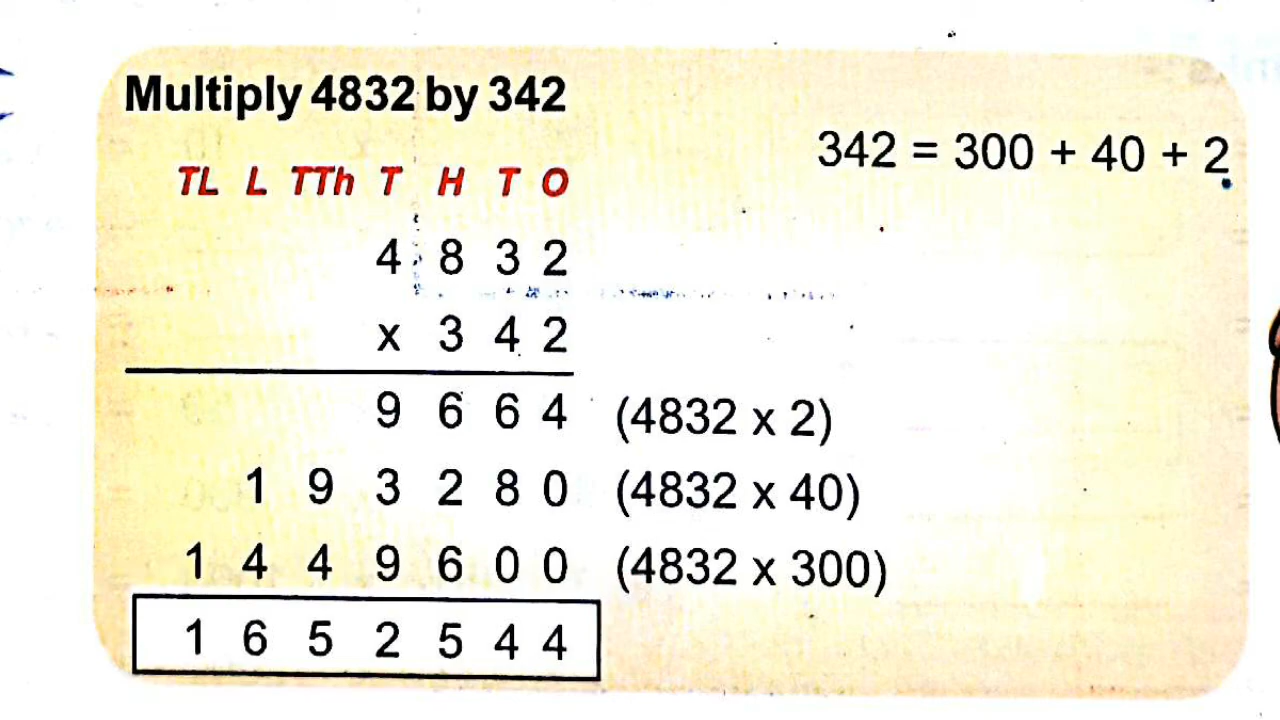 Multiply 4832 by 342
342 = 300 + 40 + 2
TL L TTh T H T O
4 8 3 2
x 3 4 2
9 6 6 4 (4832 x 2)
1 9 3 2 8 0 (4832 x 40)
1 4 4 9 6 0 0 (4832 x 300)
1 6 5 2 5 4 4